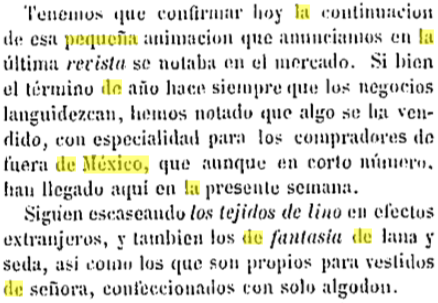 Tenemos que confirmar hoy la continuacion
de esa pequeña animacion que anunciamos en la
última revista se notaba en el mercado. Si bien
el término de año hace siempre que los negocios
languidezcan, hemos notado que algo se ha ven-
dido, con especialidad para los compradores de
fuera de México, que aunque en corto número,
han llegado aquí en la presente semana.
Siguen escaseando los tejidos de lino en efectos
extranjeros, y tambien los de fantasía de lana y
seda, asi como los que son propios para vestidos
de señora, confeccionados con solo algodon.